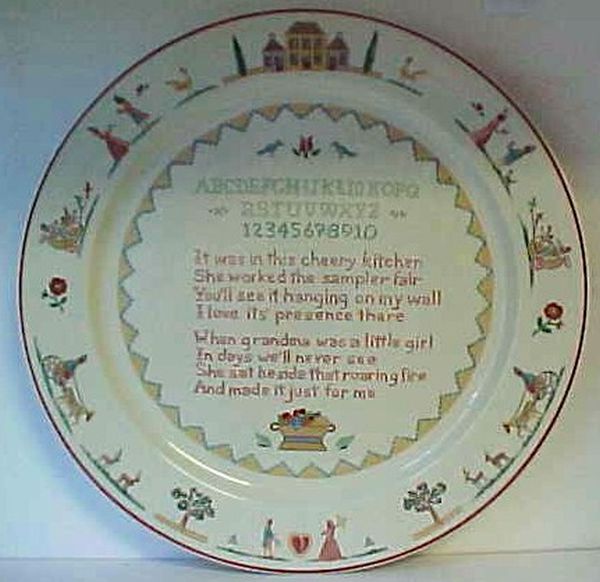 ABCDEFGHIJKLMNOPQ
RSTUVWXYZ
12345678910
It was in this cheery kitchen
She worked the sampler fair
You'll see it hanging on my wall
I love its' presence there
When grandma was a little girl
In days we'll never see
She sat beside that roaring fire
And made it just for me